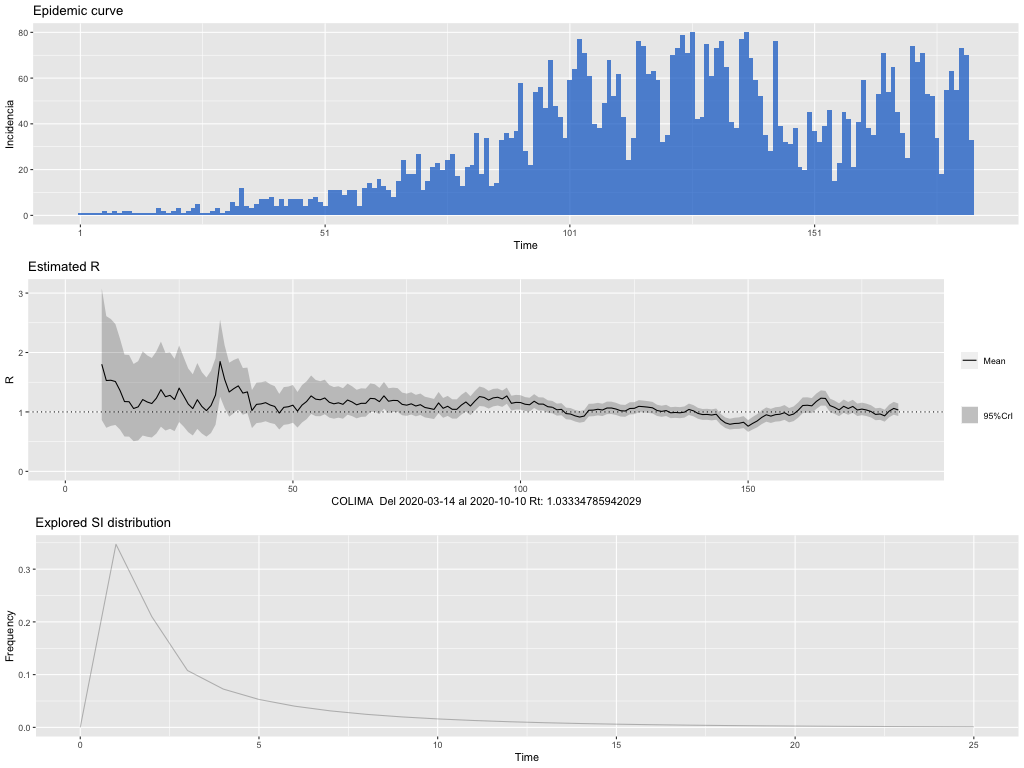 Epidemic curve
80
60
40
20
0
Incidencia
1 51 101 151
Time
Estimated R
3
2
1
0
R
Mean
95%CrI
0 50 100 150
COLIMA Del 2020-03-14 al 2020-10-10 Rt: 1.03334785942029
Explored SI distribution
0.3
0.2
0.1
0.0
Frequency
0 5 10 15 20 25
Time